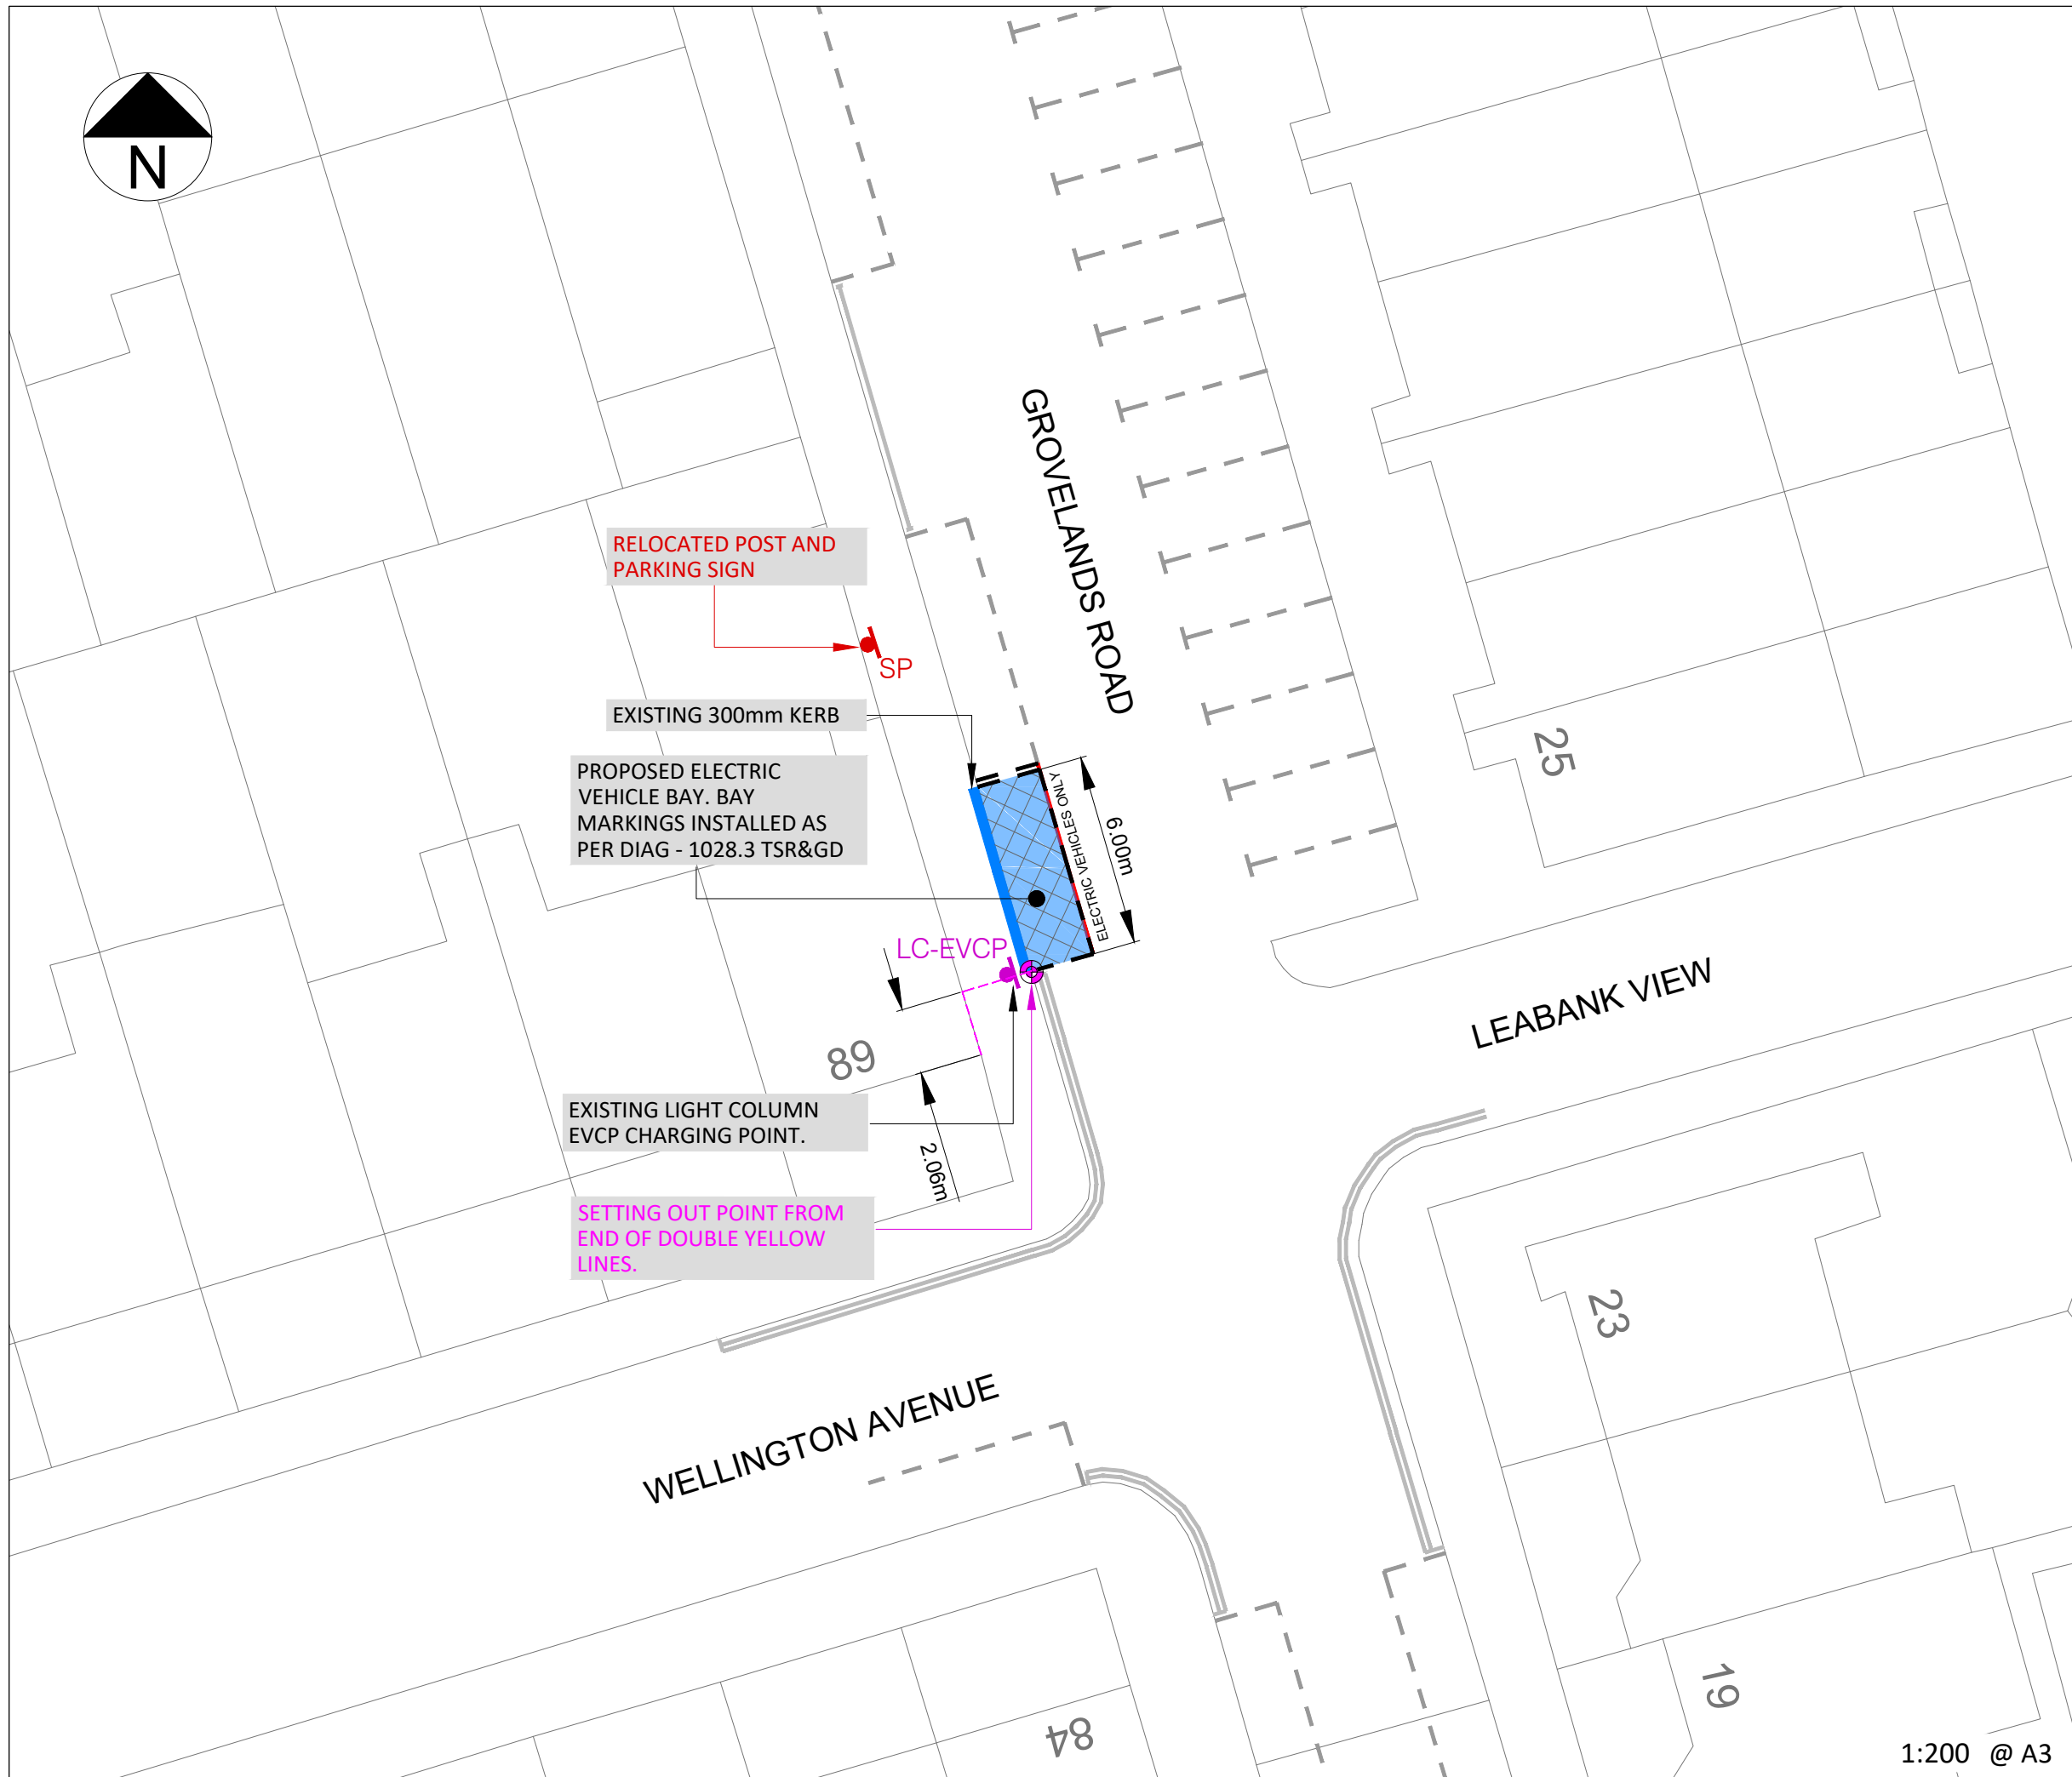 N
GROVELANDS ROAD
RELOCATED POST AND
PARKING SIGN
SP
EXISTING 300mm KERB
PROPOSED ELECTRIC
VEHICLE BAY. BAY
MARKINGS INSTALLED AS
PER DIAG - 1028.3 TSR&GD
ELECTRIC VEHICLES ONLY
6.00m
25
LC-EVCP
LEABANK VIEW
89
EXISTING LIGHT COLUMN
EVCP CHARGING POINT.
2.06m
SETTING OUT POINT FROM
END OF DOUBLE YELLOW
LINES.
23
WELLINGTON AVENUE
19
84
1:200 @ A3